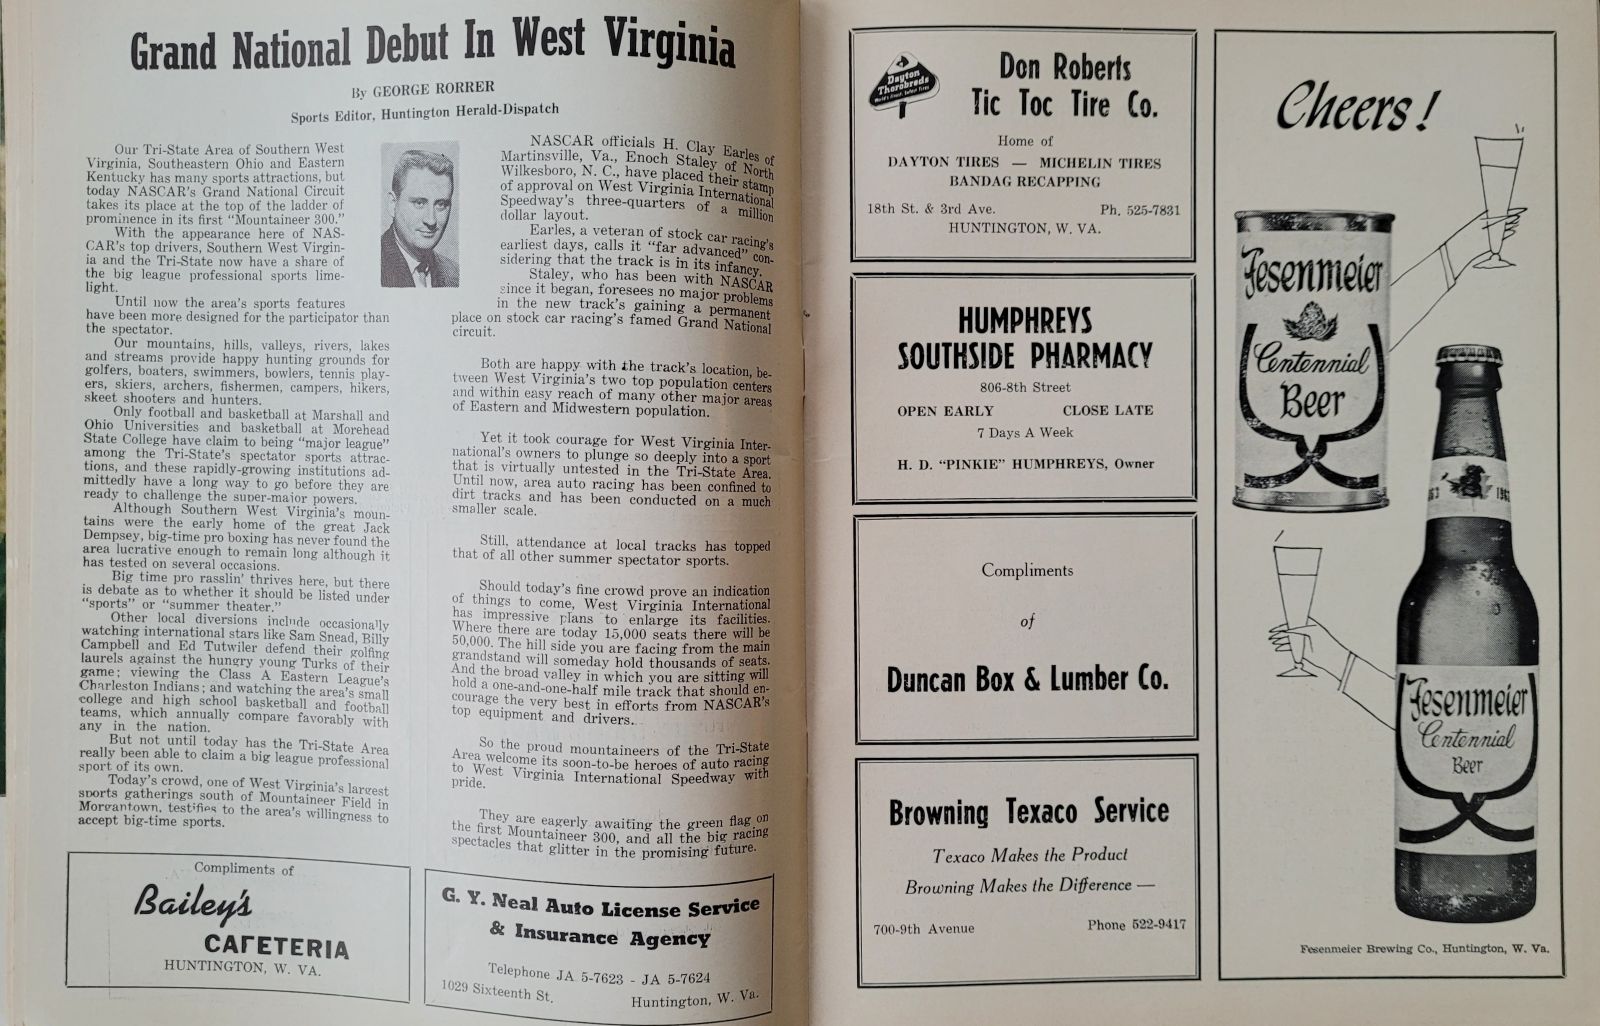 Grand National Debut In West Virginia
By GEORGE RORRER
Sports Editor, Huntington Herald-Dispatch
Our Tri-State Area of Southern West
Virginia, Southeastern Ohio and Eastern
Kentucky has many sports attractions, but
today NASCAR's Grand National Circuit
takes its place at the top of the ladder of
prominence in its first "Mountaineer 300."
With the appearance here of NAS-
CAR's top drivers, Southern West Virgin-
ia and the Tri-State now have a share of
the big league professional sports lime-
light.
Until now the area's sports features
have been more designed for the participator than
the spectator.
Our mountains, hills, valleys, rivers, lakes
and streams provide happy hunting grounds for
golfers, boaters, swimmers, bowlers, tennis play-
ers, skiers, archers, fishermen, campers, hikers,
skeet shooters and hunters.
Only football and basketball at Marshall and
Ohio Universities and basketball at Morehead
State College have claim to being "major league"
among the Tri-State's spectator sports attrac-
tions, and these rapidly-growing institutions ad-
mittedly have a long way to go before they are
ready to challenge the super-major powers.
Although Southern West Virginia's moun-
tains were the early home of the great Jack
Dempsey, big-time pro boxing has never found the
area lucrative enough to remain long although it
has tested on several occasions.
Big time pro rasslin' thrives here, but there
is debate as to whether it should be listed under
"sports" or "summer theater."
Other local diversions include occasionally
watching international stars like Sam Snead, Billy
Campbell and Ed Tutwiler defend their golfing
laurels against the hungry young Turks of their
game; viewing the Class A Eastern League's
Charleston Indians; and watching the area's small
college and high school basketball and football
teams, which annually compare favorably with
any in the nation.
But not until today has the Tri-State Area
really been able to claim a big league professional
sport of its own.
Today's crowd, one of West Virginia's largest
sports gatherings south of Mountaineer Field in
Morgantown, testifies to the area's willingness to
accept big-time sports.
NASCAR officials H. Clay Earles of
Martinsville, Va., Enoch Staley of North
Wilkesboro, N. C., have placed their stamp
of approval on West Virginia International
Speedway's three-quarters of a million
dollar layout.
Earles, a veteran of stock car racing's
earliest days, calls it "far advanced" con-
sidering that the track is in its infancy.
Staley, who has been with NASCAR
since it began, foresees no major problems
in the new track's gaining a permanent
place on stock car racing's famed Grand National
circuit.
Both are happy with the track's location, be-
tween West Virginia's two top population centers
and within easy reach of many other major areas
of Eastern and Midwestern population.
Yet it took courage for West Virginia Inter-
national's owners to plunge so deeply into a sport
that is virtually untested in the Tri-State Area.
Until now, area auto racing has been confined to
dirt tracks and has been conducted on a much
smaller scale.
Still, attendance at local tracks has topped
that of all other summer spectator sports.
Should today's fine crowd prove an indication
of things to come, West Virginia International
has impressive plans to enlarge its facilities.
Where there are today 15,000 seats there will be
50,000. The hill side you are facing from the main
grandstand will someday hold thousands of seats.
And the broad valley in which you are sitting will
hold a one-and-one-half mile track that should en-
courage the very best in efforts from NASCAR's
top equipment and drivers.
So the proud mountaineers of the Tri-State
Area welcome its soon-to-be heroes of auto racing
to West Virginia International Speedway with
pride.
They are eagerly awaiting the green flag on
the first Mountaineer 300, and all the big racing
spectacles that glitter in the promising future.
Compliments of
Bailey's
CAFETERIA
HUNTINGTON, W. VA.
G. Y. Neal Auto License Service
& Insurance Agency
Telephone JA 5-7623 - JA 5-7624
1029 Sixteenth St. Huntington, W. Va.
Dayton
Thorobreds
Don Roberts
Tic Toc Tire Co.
Home of
DAYTON TIRES — MICHELIN TIRES
BANDAG RECAPPING
18th St. & 3rd Ave. Ph. 525-7831
HUNTINGTON, W. VA.
HUMPHREYS
SOUTHSIDE PHARMACY
806-8th Street
OPEN EARLY CLOSE LATE
7 Days A Week
H. D. "PINKIE" HUMPHREYS, Owner
Compliments
of
Duncan Box & Lumber Co.
Browning Texaco Service
Texaco Makes the Product
Browning Makes the Difference —
700-9th Avenue Phone 522-9417
Cheers!
Fesenmeier
Centennial
Beer
Fesenmeier
Centennial
Beer
Fesenmeier Brewing Co., Huntington, W. Va.